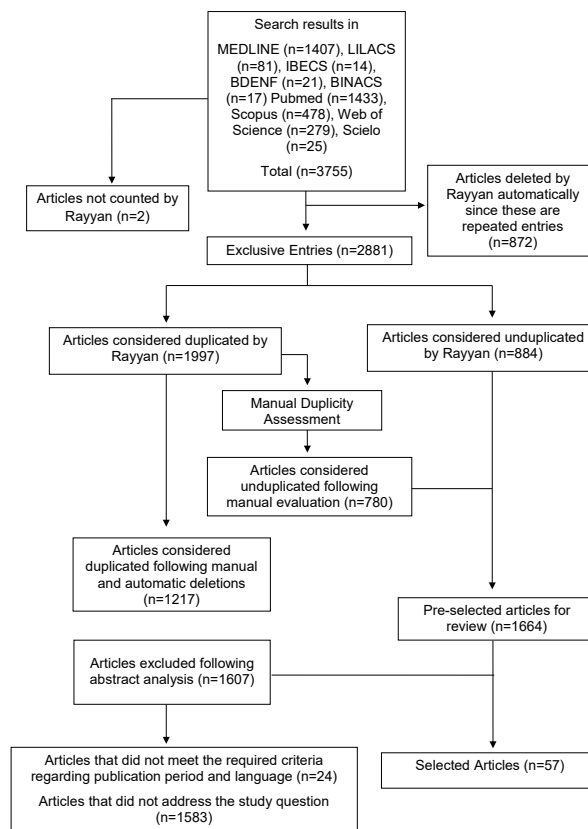 Search results in
MEDLINE (n=1407), LILACS
(n=81), IBECS (n=14),
BDENF (n=21), BINACS
(n=17) Pubmed (n=1433),
Scopus (n=478), Web of
Science (n=279), Scielo
(n=25)
Total (n=3755)
Articles not counted by
Rayyan (n=2)
Articles deleted by
Rayyan automatically
since these are
repeated entries
(n=872)
Exclusive Entries (n=2881)
Articles considered duplicated by
Rayyan (n=1997)
Articles considered unduplicated
by Rayyan (n=884)
Manual Duplicity
Assessment
Articles considered
unduplicated following
manual evaluation (n=780)
Articles considered
duplicated following manual
and automatic deletions
(n=1217)
Pre-selected articles for
review (n=1664)
Articles excluded following
abstract analysis (n=1607)
Articles that did not meet the required criteria
regarding publication period and language (n=24)
Articles that did not address the study question
(n=1583)
Selected Articles (n=57)